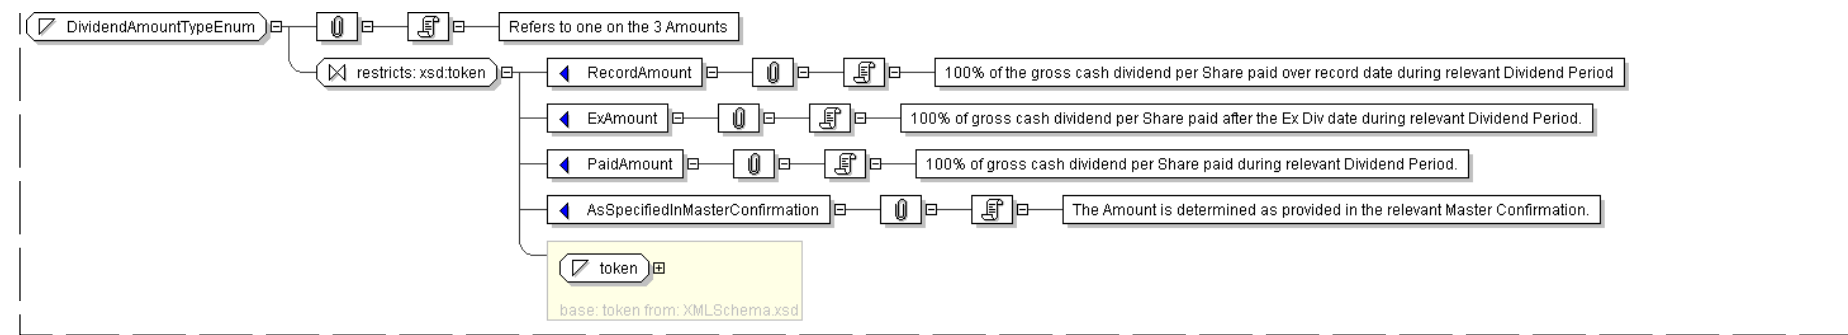 DividendAmountTypeEnum Refers to one on the 3 Amounts
restricts: xsd:token RecordAmount 100% of the gross cash dividend per Share paid over record date during relevant Dividend Period
ExAmount 100% of gross cash dividend per Share paid after the Ex Div date during relevant Dividend Period.
PaidAmount 100% of gross cash dividend per Share paid during relevant Dividend Period.
AsSpecifiedInMasterConfirmation The Amount is determined as provided in the relevant Master Confirmation.
token
base: token from: XMLSchema.xsd